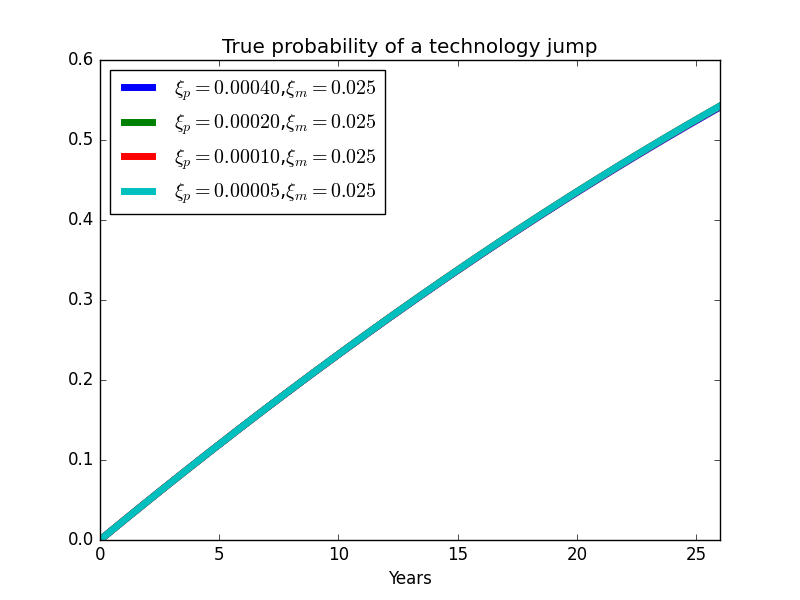 True probability of a technology jump
0.6
0.5
0.4
0.3
0.2
0.1
0.0
ξp = 0.00040,ξm = 0.025
ξp = 0.00020,ξm = 0.025
ξp = 0.00010,ξm = 0.025
ξp = 0.00005,ξm = 0.025
0 5 10 15 20 25
Years